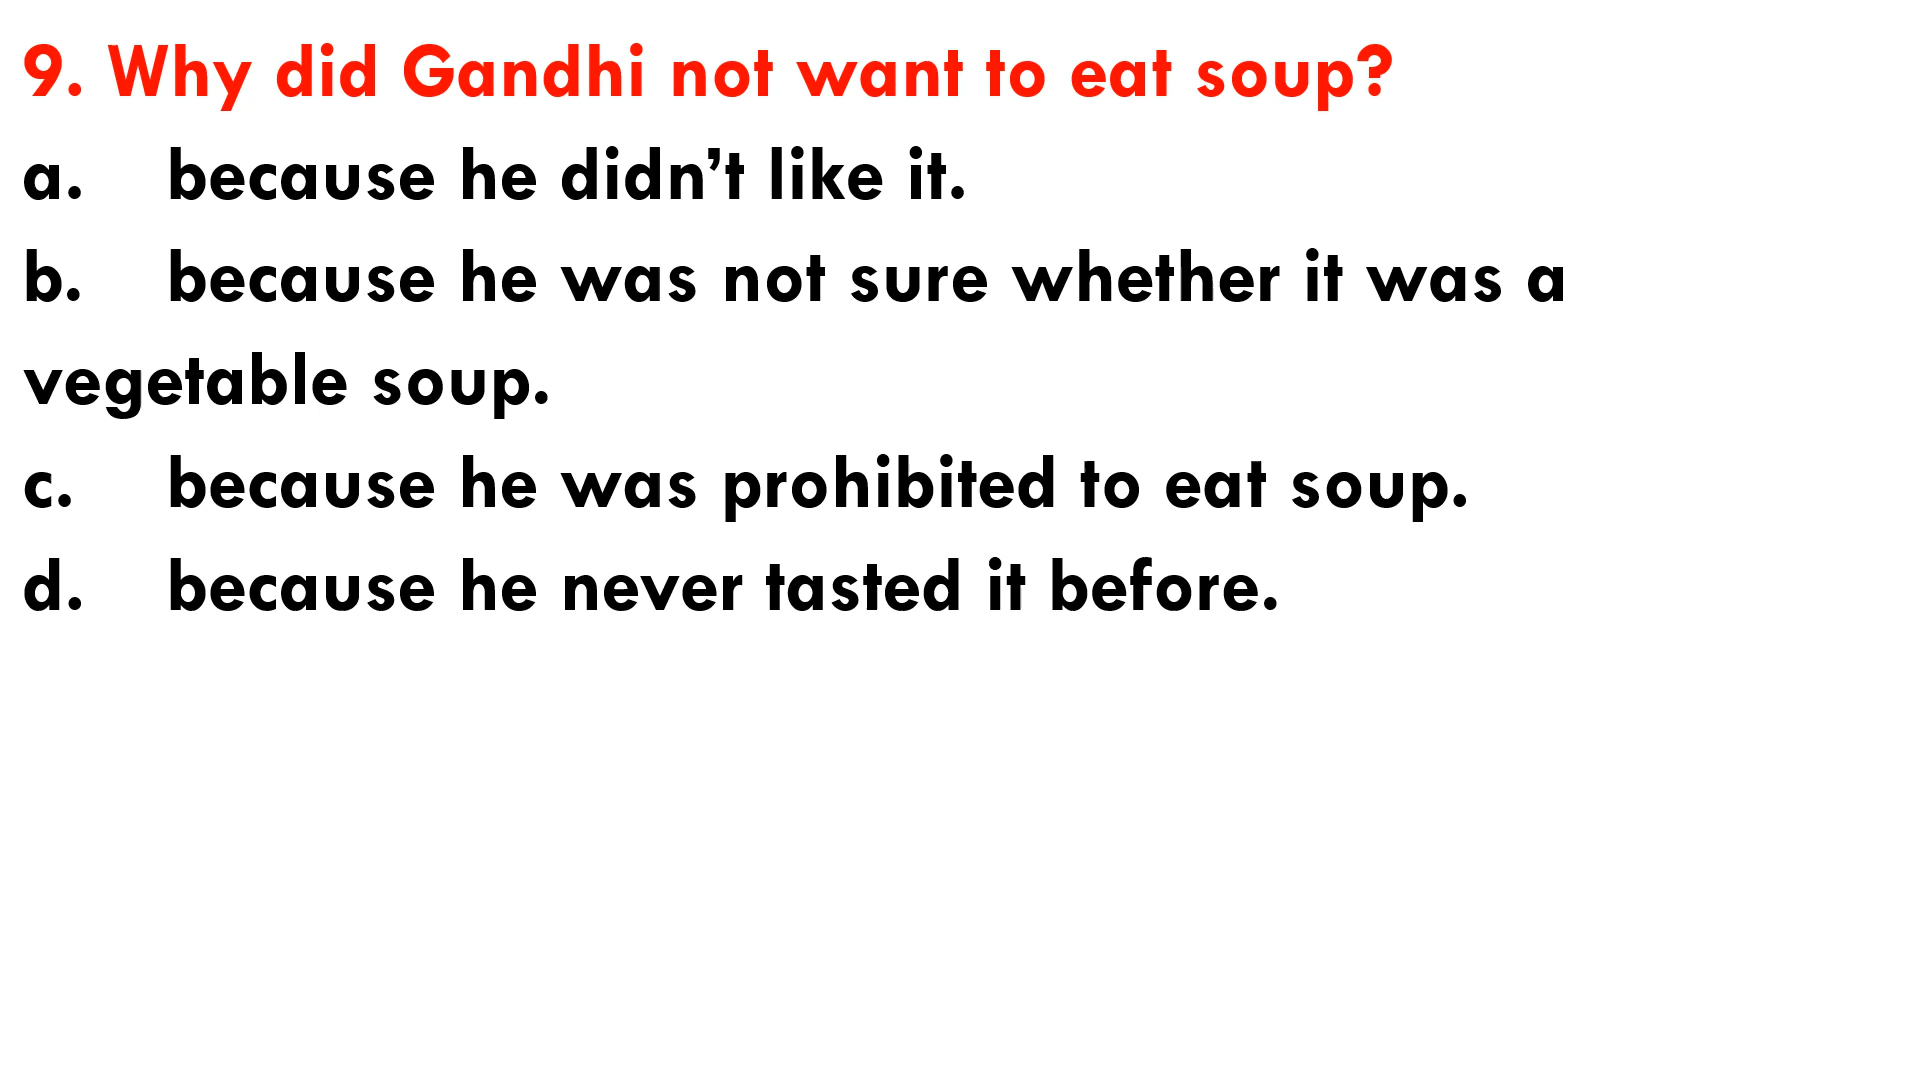 9. Why did Gandhi not want to eat soup?
a. because he didn’t like it.
b. because he was not sure whether it was a
vegetable soup.
c. because he was prohibited to eat soup.
d. because he never tasted it before.